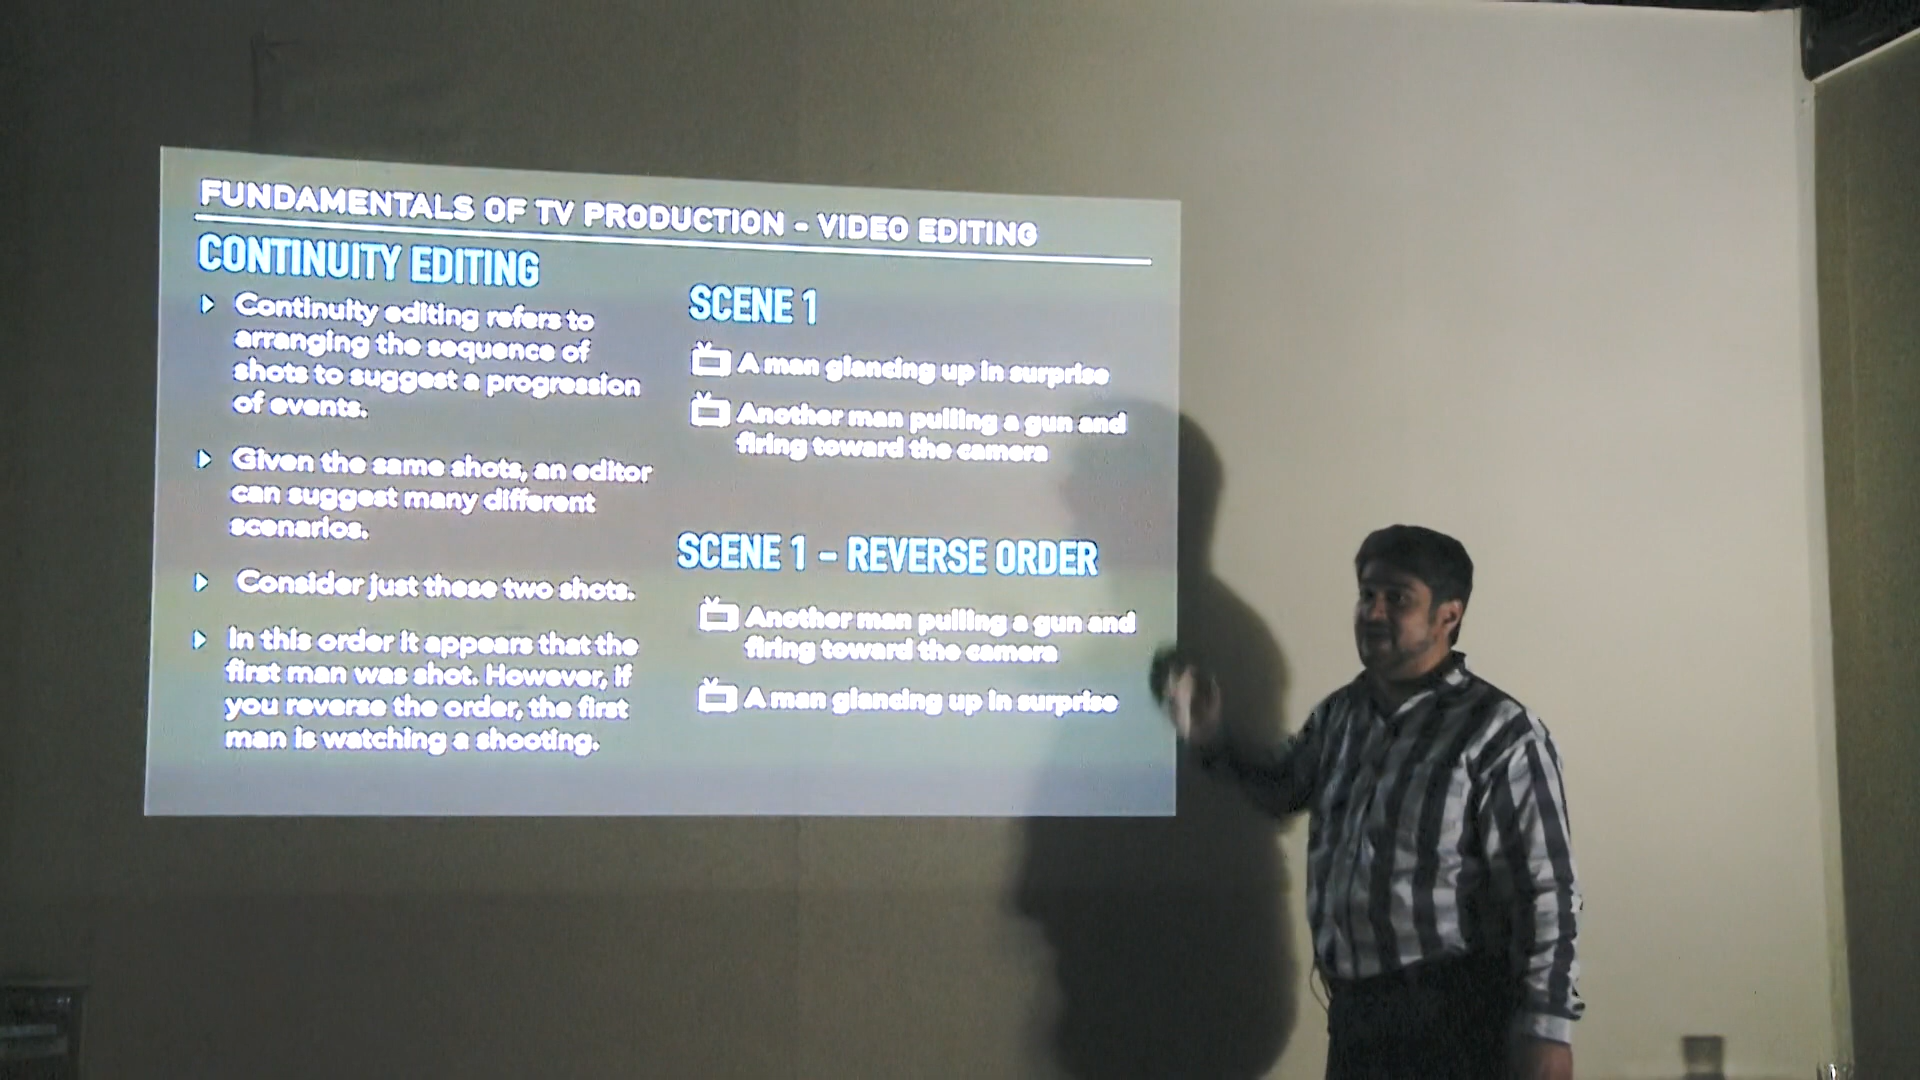 FUNDAMENTALS OF TV PRODUCTION - VIDEO EDITING
CONTINUITY EDITING
Continuity editing refers to
arranging the sequence of
shots to suggest a progression
of events.
Given the same shots, an editor
can suggest many different
scenarios.
Consider just these two shots.
In this order it appears that the
first man was shot. However, if
you reverse the order, the first
man is watching a shooting.
SCENE 1
A man glancing up in surprise
Another man pulling a gun and
firing toward the camera
SCENE 1 – REVERSE ORDER
Another man pulling a gun and
firing toward the camera
A man glancing up in surprise